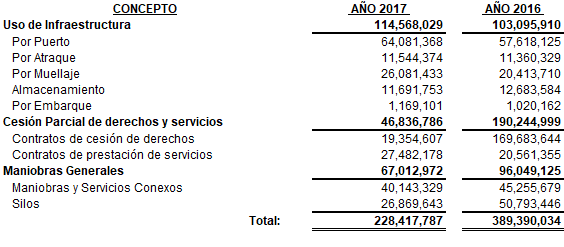 CONCEPTO AÑO 2017 AÑO 2016
Uso de Infraestructura 114,568,029 103,095,910
Por Puerto 64,081,368 57,618,125
Por Atraque 11,544,374 11,360,329
Por Muellaje 26,081,433 20,413,710
Almacenamiento 11,691,753 12,683,584
Por Embarque 1,169,101 1,020,162
Cesión Parcial de derechos y servicios 46,836,786 190,244,999
Contratos de cesión de derechos 19,354,607 169,683,644
Contratos de prestación de servicios 27,482,178 20,561,355
Maniobras Generales 67,012,972 96,049,125
Maniobras y Servicios Conexos 40,143,329 45,255,679
Silos 26,869,643 50,793,446
Total: 228,417,787 389,390,034